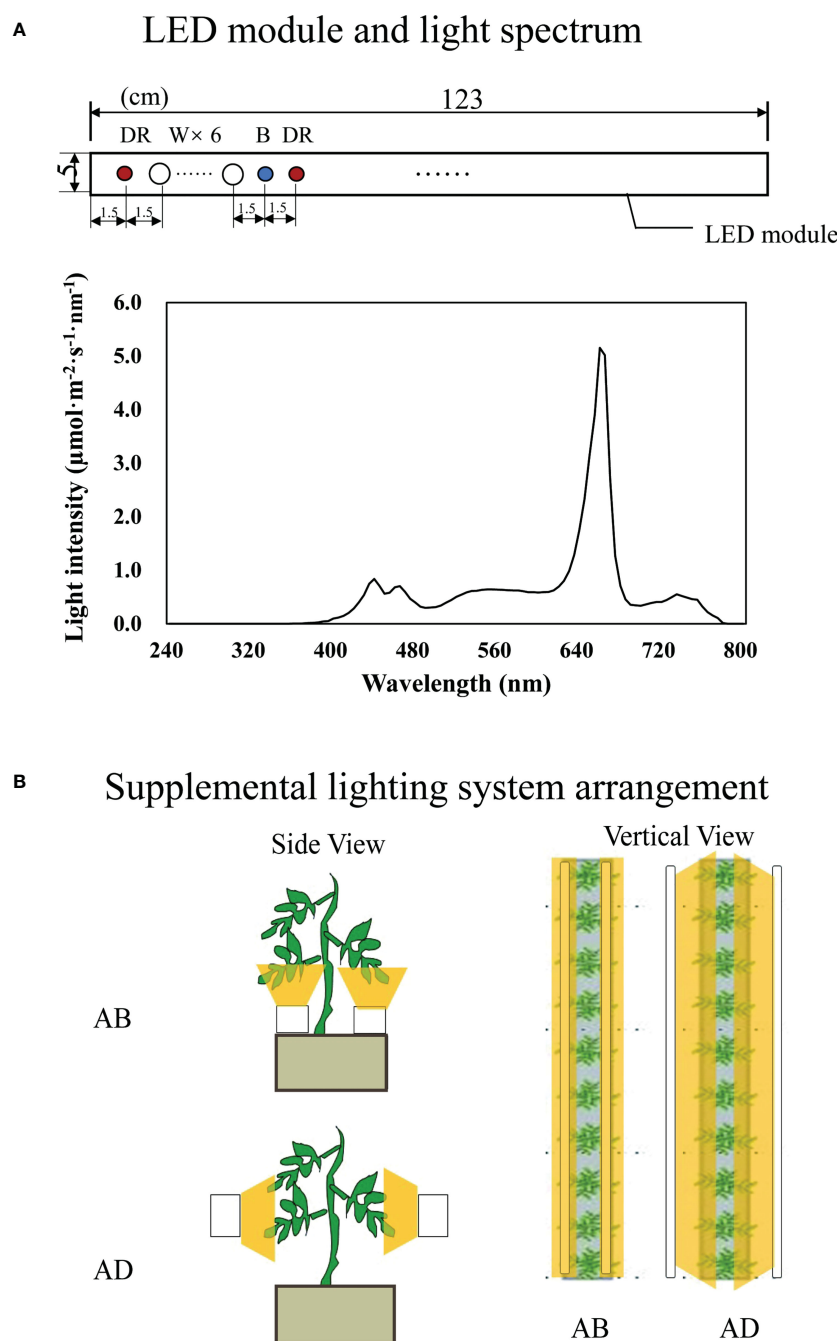 A
LED module and light spectrum
(cm)
123
DR W× 6 B DR
5
······
······
1.5 1.5 1.5 1.5
LED module
Light intensity (μmol·m⁻²·s⁻¹·nm⁻¹)
6.0
5.0
4.0
3.0
2.0
1.0
0.0
240 320 400 480 560 640 720 800
Wavelength (nm)
B
Supplemental lighting system arrangement
Side View
Vertical View
AB
AD
AB AD